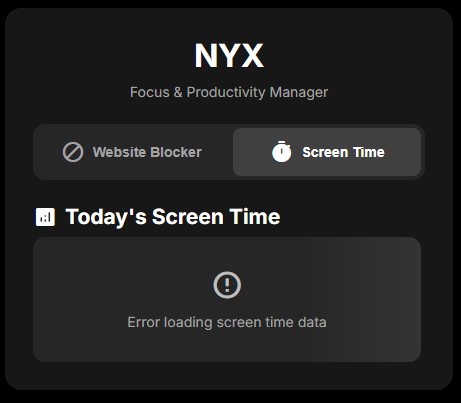 NYX
Focus & Productivity Manager
Website Blocker
Screen Time
Today's Screen Time
Error loading screen time data